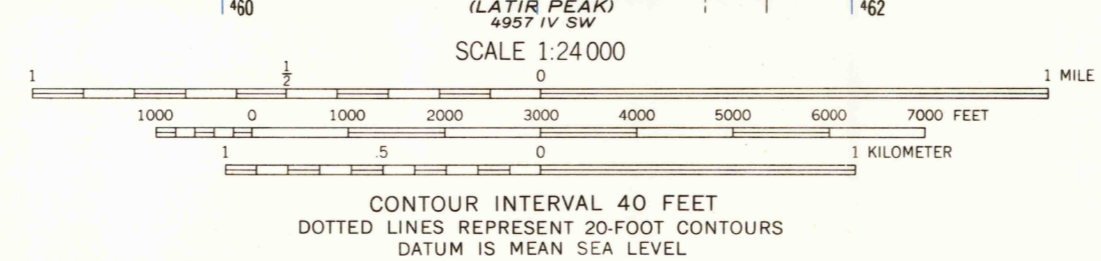 ⁴60 (LATIR PEAK) ⁴62
4957 IV SW
SCALE 1:24 000
1 ½ 0 1 MILE
1000 0 1000 2000 3000 4000 5000 6000 7000 FEET
1 .5 0 1 KILOMETER
CONTOUR INTERVAL 40 FEET
DOTTED LINES REPRESENT 20-FOOT CONTOURS
DATUM IS MEAN SEA LEVEL